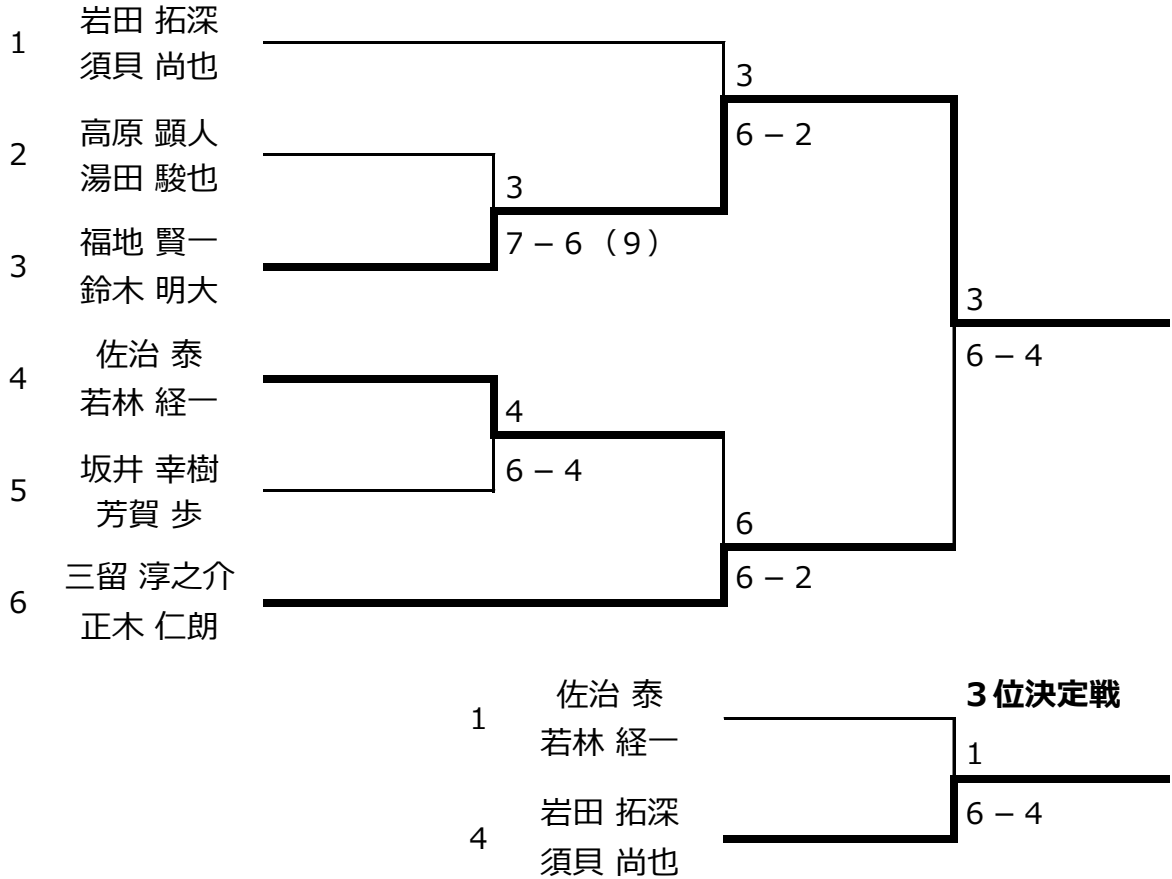 1
岩田 拓深
須貝 尚也
3
6 – 2
2
高原 顕人
湯田 駿也
3
7 – 6 （9）
3
福地 賢一
鈴木 明大
3
6 – 4
4
佐治 泰
若林 経一
4
6 – 4
5
坂井 幸樹
芳賀 歩
6
6 – 2
6
三留 淳之介
正木 仁朗
３位決定戦
1
佐治 泰
若林 経一
1
6 – 4
4
岩田 拓深
須貝 尚也